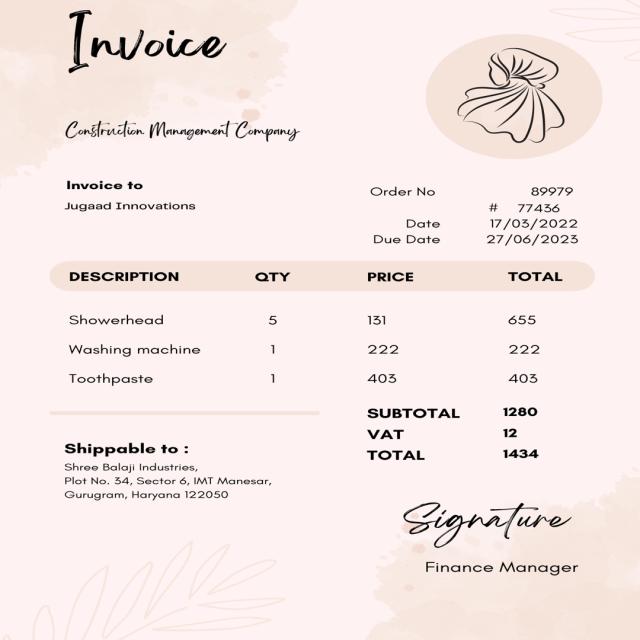 Invoice
Construction Management Company
Invoice to
Jugaad Innovations
Order No 89979
# 77436
Date 17/03/2022
Due Date 27/06/2023
DESCRIPTION QTY PRICE TOTAL
Showerhead 5 131 655
Washing machine 1 222 222
Toothpaste 1 403 403
SUBTOTAL 1280
VAT 12
TOTAL 1434
Shippable to :
Shree Balaji Industries,
Plot No. 34, Sector 6, IMT Manesar,
Gurugram, Haryana 122050
Signature
Finance Manager